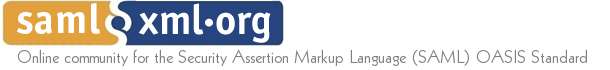 saml xml.org
Online community for the Security Assertion Markup Language (SAML) OASIS Standard